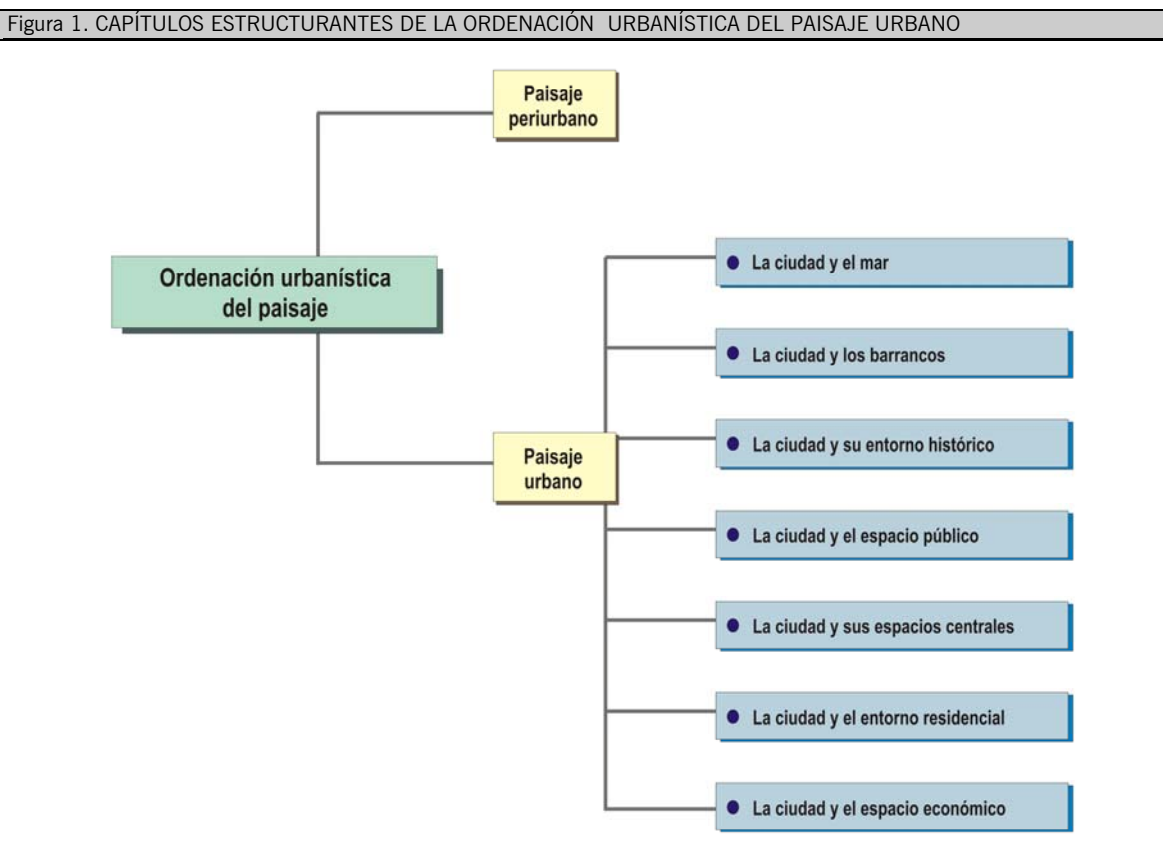 Figura 1. CAPÍTULOS ESTRUCTURANTES DE LA ORDENACIÓN URBANÍSTICA DEL PAISAJE URBANO
Paisaje
periurbano
Ordenación urbanística
del paisaje
Paisaje
urbano
La ciudad y el mar
La ciudad y los barrancos
La ciudad y su entorno histórico
La ciudad y el espacio público
La ciudad y sus espacios centrales
La ciudad y el entorno residencial
La ciudad y el espacio económico